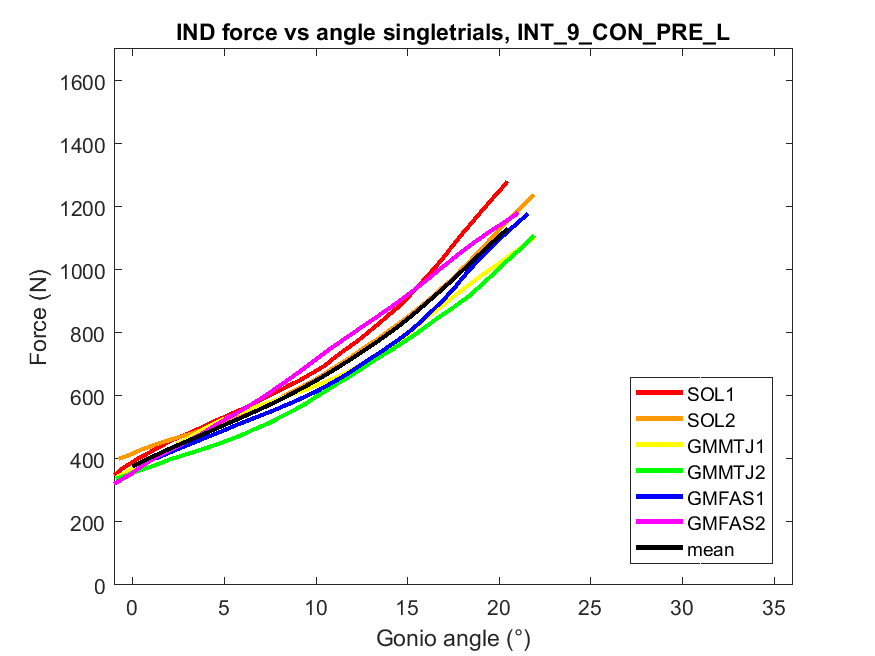 IND force vs angle singletrials, INT_9_CON_PRE_L
1600
1400
1200
1000
800
600
400
200
0
Force (N)
SOL1
SOL2
GMMTJ1
GMMTJ2
GMFAS1
GMFAS2
mean
0 5 10 15 20 25 30 35
Gonio angle (°)